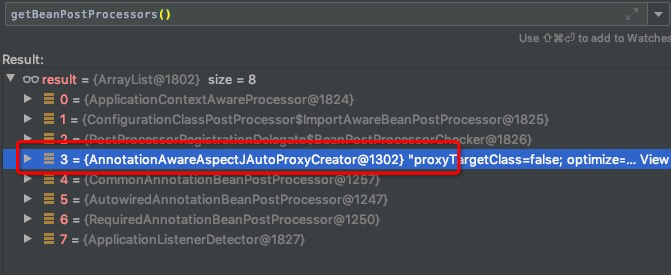 getBeanPostProcessors()
Use ⇧⌘⏎ to add to Watches
Result:
result = {ArrayList@1802} size = 8
0 = {ApplicationContextAwareProcessor@1824}
1 = {ConfigurationClassPostProcessor$ImportAwareBeanPostProcessor@1825}
2 = {PostProcessorRegistrationDelegate$BeanPostProcessorChecker@1826}
3 = {AnnotationAwareAspectJAutoProxyCreator@1302} "proxyTargetClass=false; optimize=... View
4 = {CommonAnnotationBeanPostProcessor@1257}
5 = {AutowiredAnnotationBeanPostProcessor@1247}
6 = {RequiredAnnotationBeanPostProcessor@1250}
7 = {ApplicationListenerDetector@1827}